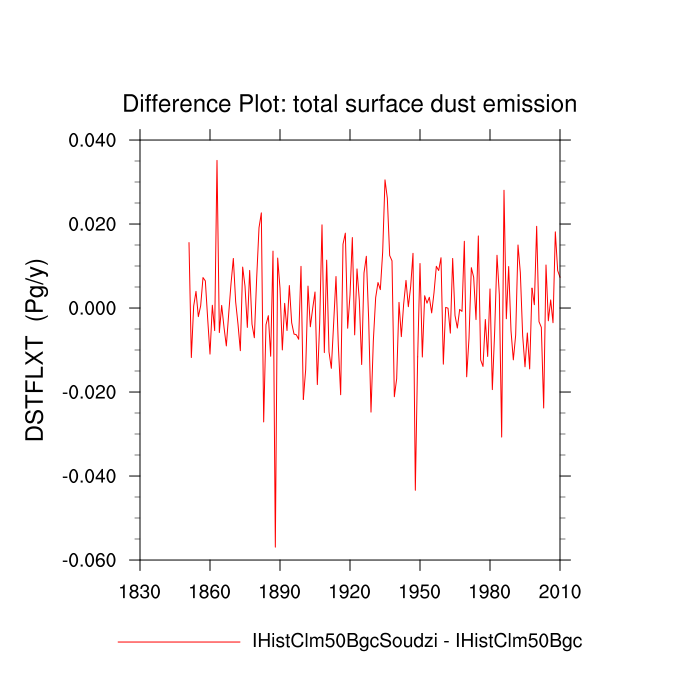 Difference Plot: total surface dust emission
DSTFLXT (Pg/y)
0.040
0.020
0.000
-0.020
-0.040
-0.060
1830 1860 1890 1920 1950 1980 2010
IHistClm50BgcSoudzi - IHistClm50Bgc